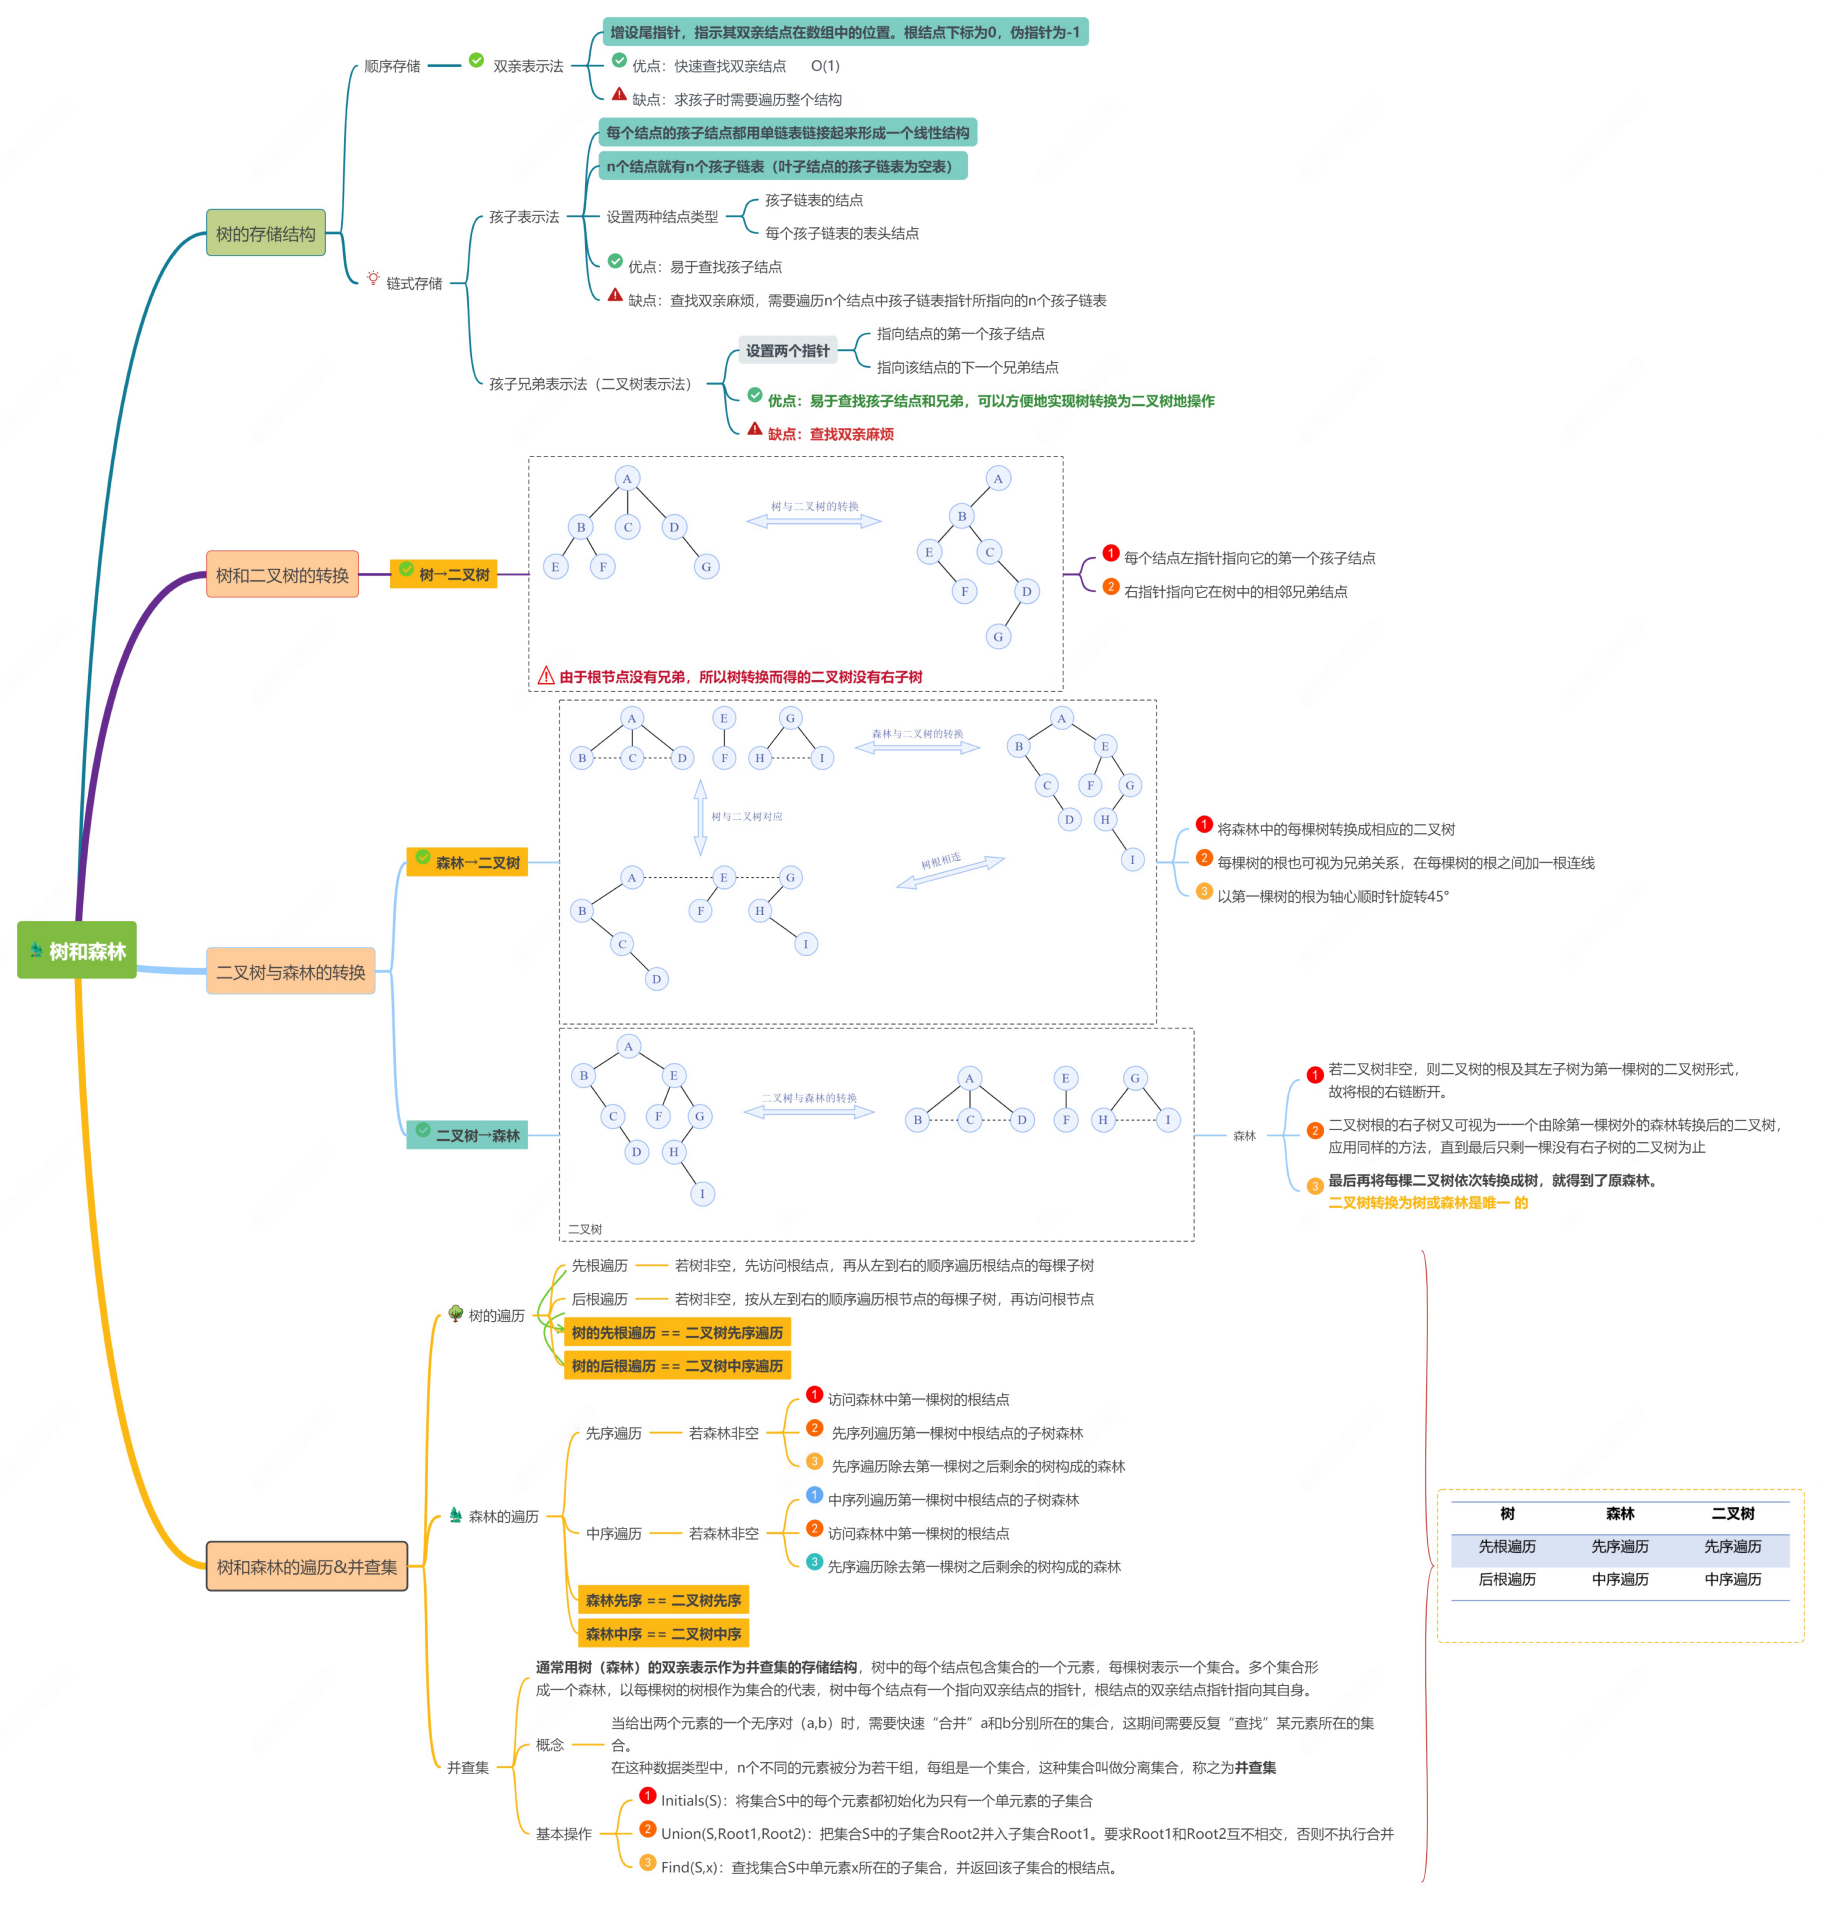 树和森林
树的存储结构
顺序存储
双亲表示法
增设尾指针，指示其双亲结点在数组中的位置。根结点下标为0，伪指针为-1
优点：快速查找双亲结点 O(1)
缺点：求孩子时需要遍历整个结构
链式存储
孩子表示法
每个结点的孩子结点都用单链表链接起来形成一个线性结构
n个结点就有n个孩子链表（叶子结点的孩子链表为空表）
设置两种结点类型
孩子链表的结点
每个孩子链表的表头结点
优点：易于查找孩子结点
缺点：查找双亲麻烦，需要遍历n个结点中孩子链表指针所指向的n个孩子链表
孩子兄弟表示法（二叉树表示法）
设置两个指针
指向结点的第一个孩子结点
指向该结点的下一个兄弟结点
优点：易于查找孩子结点和兄弟，可以方便地实现树转换为二叉树地操作
缺点：查找双亲麻烦
树和二叉树的转换
树→二叉树
A
B C D
E F G
树与二叉树的转换
A
B
E C
F D
G
由于根节点没有兄弟，所以树转换而得的二叉树没有右子树
1 每个结点左指针指向它的第一个孩子结点
2 右指针指向它在树中的相邻兄弟结点
二叉树与森林的转换
森林→二叉树
A E G
B C D F H I
森林与二叉树的转换
A
B E
C F G
D H
I
树与二叉树对应
树根相连
A E G
B F H
C I
D
1 将森林中的每棵树转换成相应的二叉树
2 每棵树的根也可视为兄弟关系，在每棵树的根之间加一根连线
3 以第一棵树的根为轴心顺时针旋转45°
二叉树→森林
A
B E
C F G
D H
I
二叉树
二叉树与森林的转换
A E G
B C D F H I
森林
1 若二叉树非空，则二叉树的根及其左子树为第一棵树的二叉树形式，
故将根的右链断开。
2 二叉树根的右子树又可视为一一个由除第一棵树外的森林转换后的二叉树，
应用同样的方法，直到最后只剩一棵没有右子树的二叉树为止
3 最后再将每棵二叉树依次转换成树，就得到了原森林。
二叉树转换为树或森林是唯一 的
树和森林的遍历&并查集
树的遍历
先根遍历
若树非空，先访问根结点，再从左到右的顺序遍历根结点的每棵子树
后根遍历
若树非空，按从左到右的顺序遍历根节点的每棵子树，再访问根节点
树的先根遍历 == 二叉树先序遍历
树的后根遍历 == 二叉树中序遍历
森林的遍历
先序遍历
若森林非空
1 访问森林中第一棵树的根结点
2 先序列遍历第一棵树中根结点的子树森林
3 先序遍历除去第一棵树之后剩余的树构成的森林
中序遍历
若森林非空
1 中序列遍历第一棵树中根结点的子树森林
2 访问森林中第一棵树的根结点
3 先序遍历除去第一棵树之后剩余的树构成的森林
森林先序 == 二叉树先序
森林中序 == 二叉树中序
并查集
通常用树（森林）的双亲表示作为并查集的存储结构，树中的每个结点包含集合的一个元素，每棵树表示一个集合。多个集合形
成一个森林，以每棵树的树根作为集合的代表，树中每个结点有一个指向双亲结点的指针，根结点的双亲结点指针指向其自身。
概念
当给出两个元素的一个无序对（a,b）时，需要快速“合并”a和b分别所在的集合，这期间需要反复“查找”某元素所在的集
合。
在这种数据类型中，n个不同的元素被分为若干组，每组是一个集合，这种集合叫做分离集合，称之为并查集
基本操作
1 Initials(S)：将集合S中的每个元素都初始化为只有一个单元素的子集合
2 Union(S,Root1,Root2)：把集合S中的子集合Root2并入子集合Root1。要求Root1和Root2互不相交，否则不执行合并
3 Find(S,x)：查找集合S中单元素x所在的子集合，并返回该子集合的根结点。
树 森林 二叉树
先根遍历 先序遍历 先序遍历
后根遍历 中序遍历 中序遍历